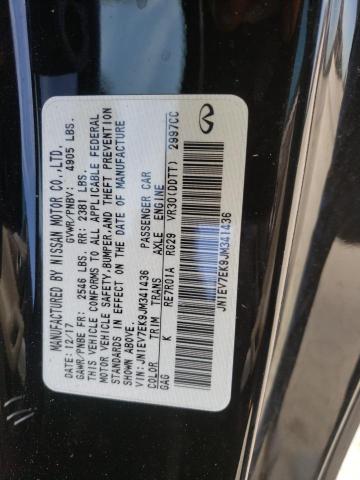 MANUFACTURED BY NISSAN MOTOR CO.,LTD.
12/17 GVWR/PNBV: 4905 LBS.
GAWR/PNBE FR: 2546 LBS. RR: 2381 LBS.
THIS VEHICLE CONFORMS TO ALL APPLICABLE FEDERAL
MOTOR VEHICLE SAFETY,BUMPER,AND THEFT PREVENTION
STANDARDS IN EFFECT ON THE DATE OF MANUFACTURE
SHOWN ABOVE.
VIN:JN1EV7EK9JM341436 PASSENGER CAR
COLOR TRIM TRANS AXLE ENGINE
GAG K RE7R01A RG29 VR30(DDTT) 2997CC
JN1EV7EK9JM341436